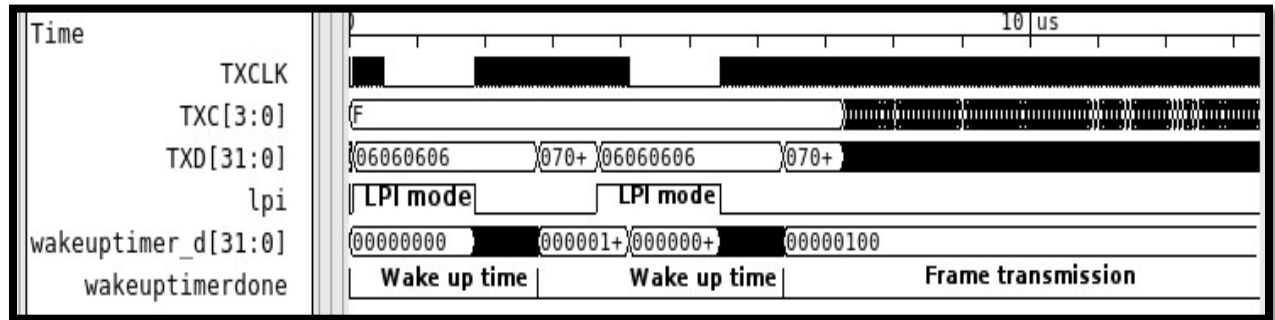 Time 10 us
TXCLK
TXC[3:0] F
TXD[31:0] 06060606 070+ 06060606 070+
lpi LPI mode LPI mode
wakeuptimer_d[31:0] 00000000 000001+ 000000+ 00000100
wakeuptimerdone Wake up time Wake up time Frame transmission